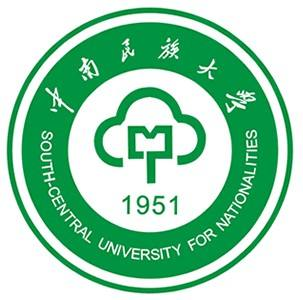 中南民族大学
1951
SOUTH-CENTRAL UNIVERSITY FOR NATIONALITIES